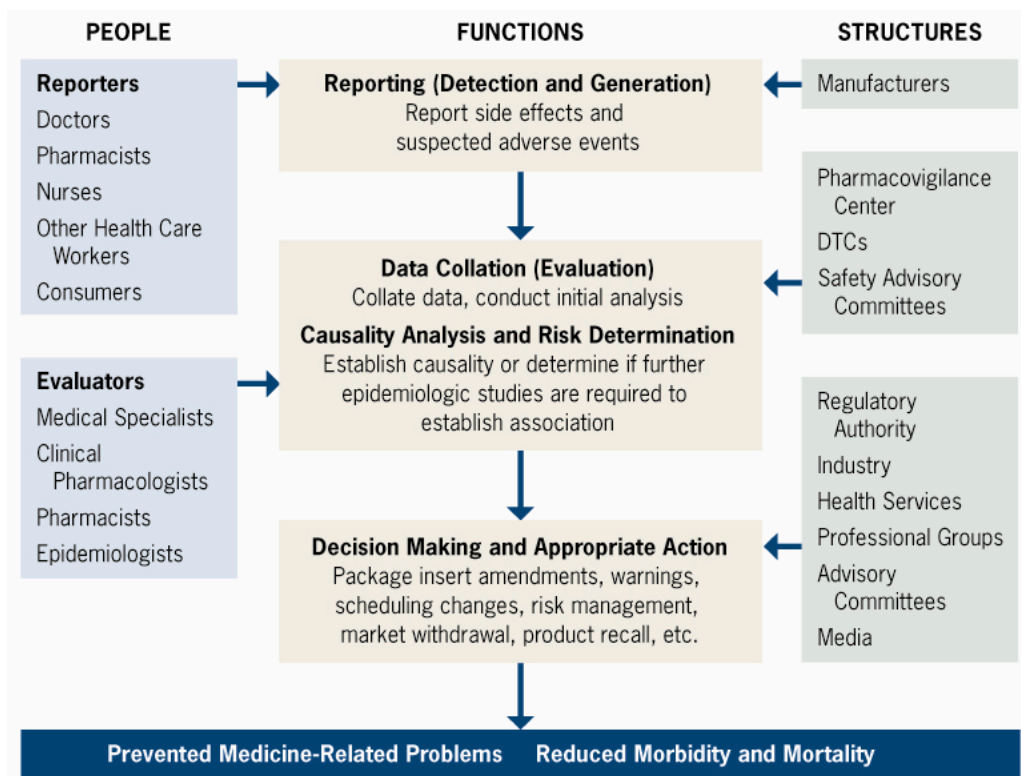 PEOPLE
Reporters
Doctors
Pharmacists
Nurses
Other Health Care
Workers
Consumers
Evaluators
Medical Specialists
Clinical
Pharmacologists
Pharmacists
Epidemiologists
FUNCTIONS
Reporting (Detection and Generation)
Report side effects and
suspected adverse events
Data Collation (Evaluation)
Collate data, conduct initial analysis
Causality Analysis and Risk Determination
Establish causality or determine if further
epidemiologic studies are required to
establish association
Decision Making and Appropriate Action
Package insert amendments, warnings,
scheduling changes, risk management,
market withdrawal, product recall, etc.
STRUCTURES
Manufacturers
Pharmacovigilance
Center
DTCs
Safety Advisory
Committees
Regulatory
Authority
Industry
Health Services
Professional Groups
Advisory
Committees
Media
Prevented Medicine-Related Problems Reduced Morbidity and Mortality